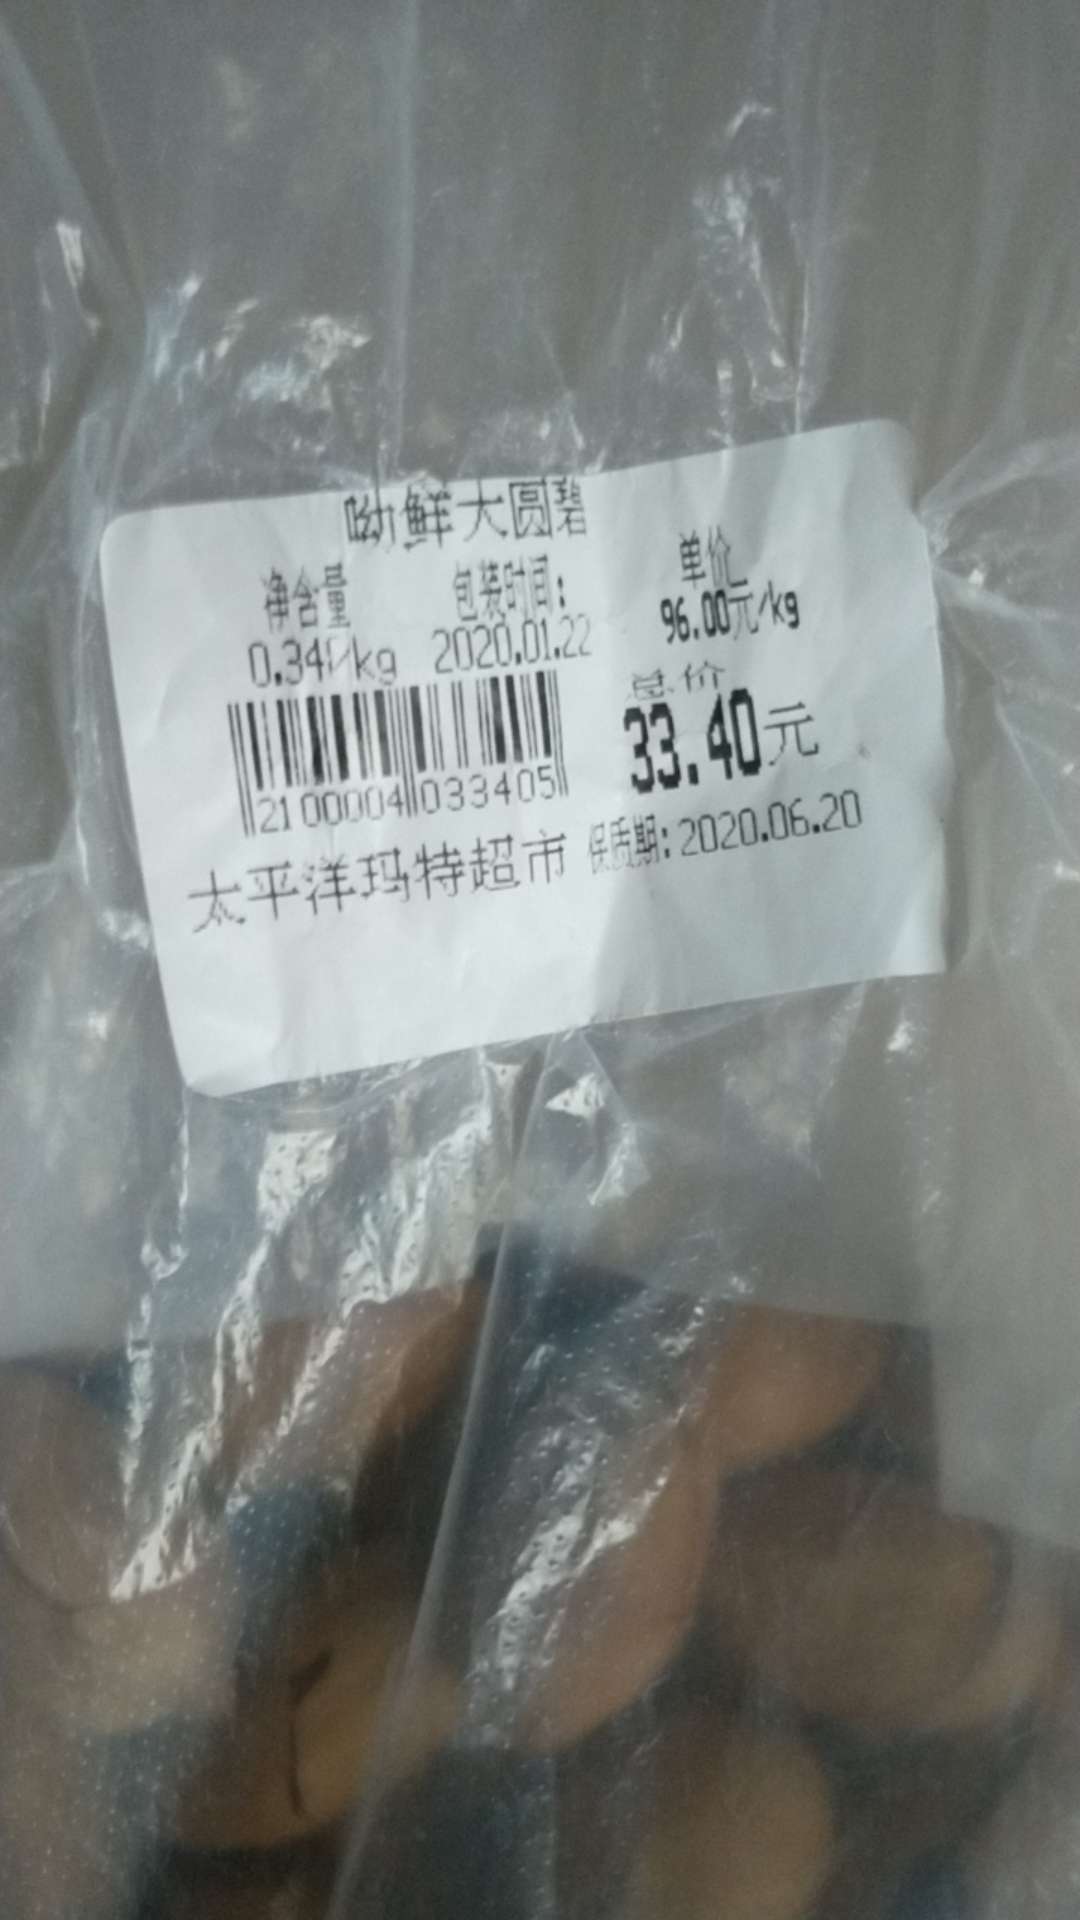 呦鲜大圆碧
净含量 包装时间: 单价
2020.01.22 96.00元/kg
总价
33.40元
2100004033405
太平洋玛特超市 保质期:2020.06.20